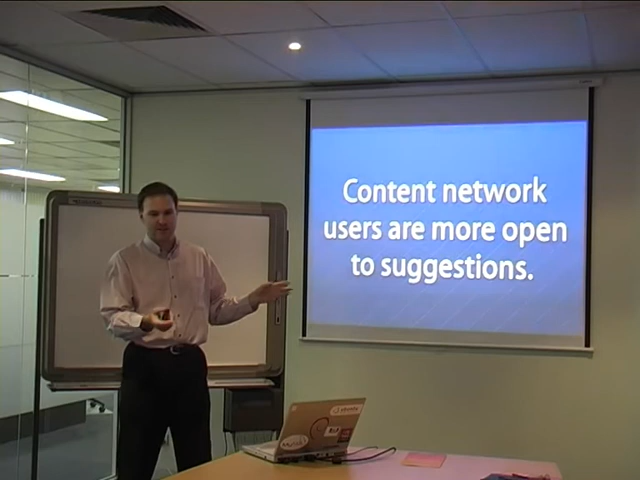 Content network
users are more open
to suggestions.